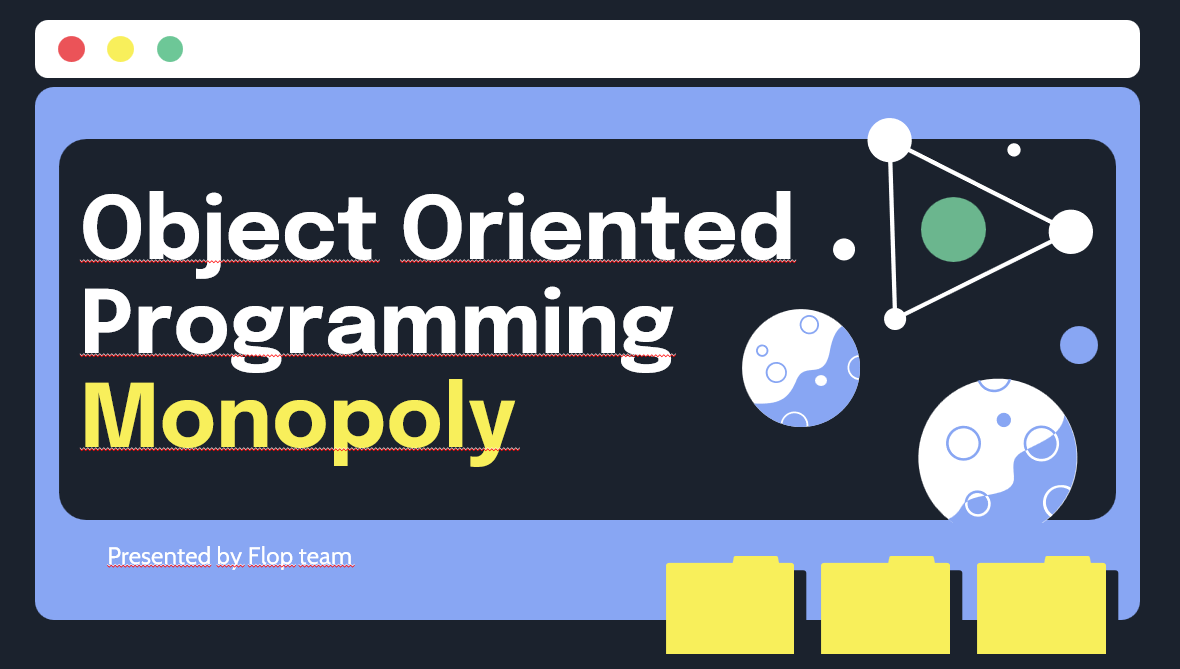 Object Oriented
Programming
Monopoly
Presented by Flop team